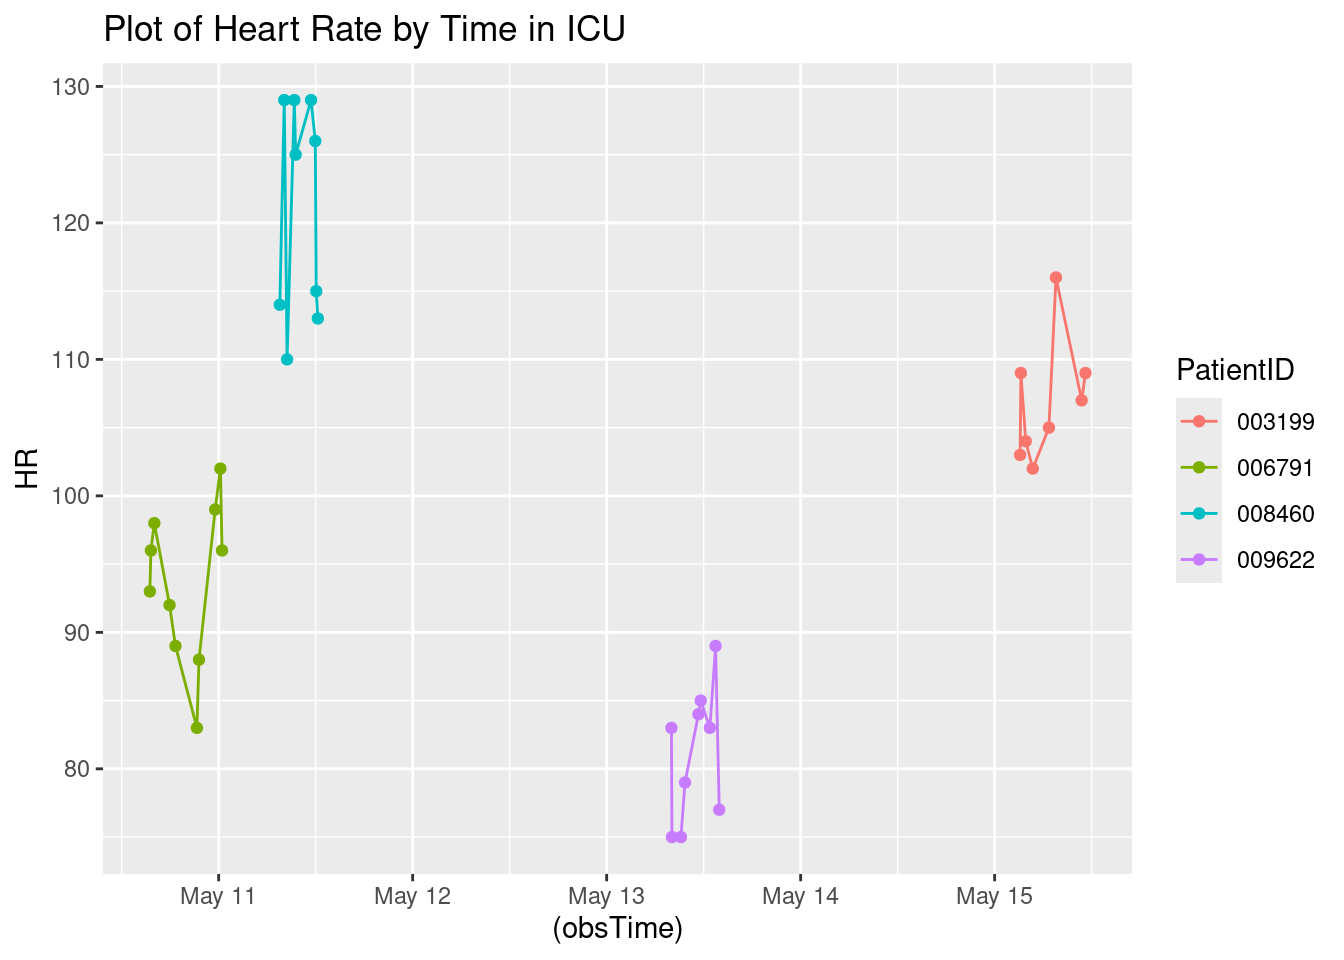 Plot of Heart Rate by Time in ICU
130
120
110
100
90
80
HR
May 11
May 12
May 13
May 14
May 15
(obsTime)
PatientID
003199
006791
008460
009622